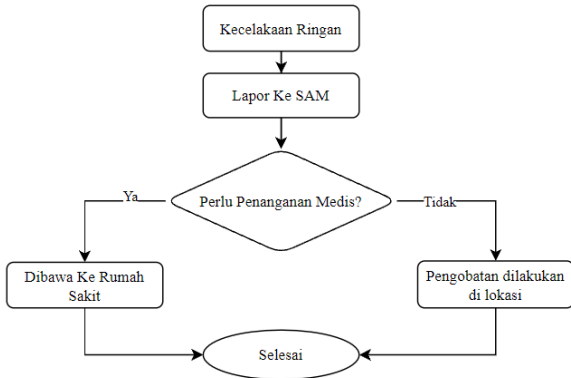 Kecelakaan Ringan
Lapor Ke SAM
Perlu Penanganan Medis?
Ya
Tidak
Dibawa Ke Rumah
Sakit
Pengobatan dilakukan
di lokasi
Selesai